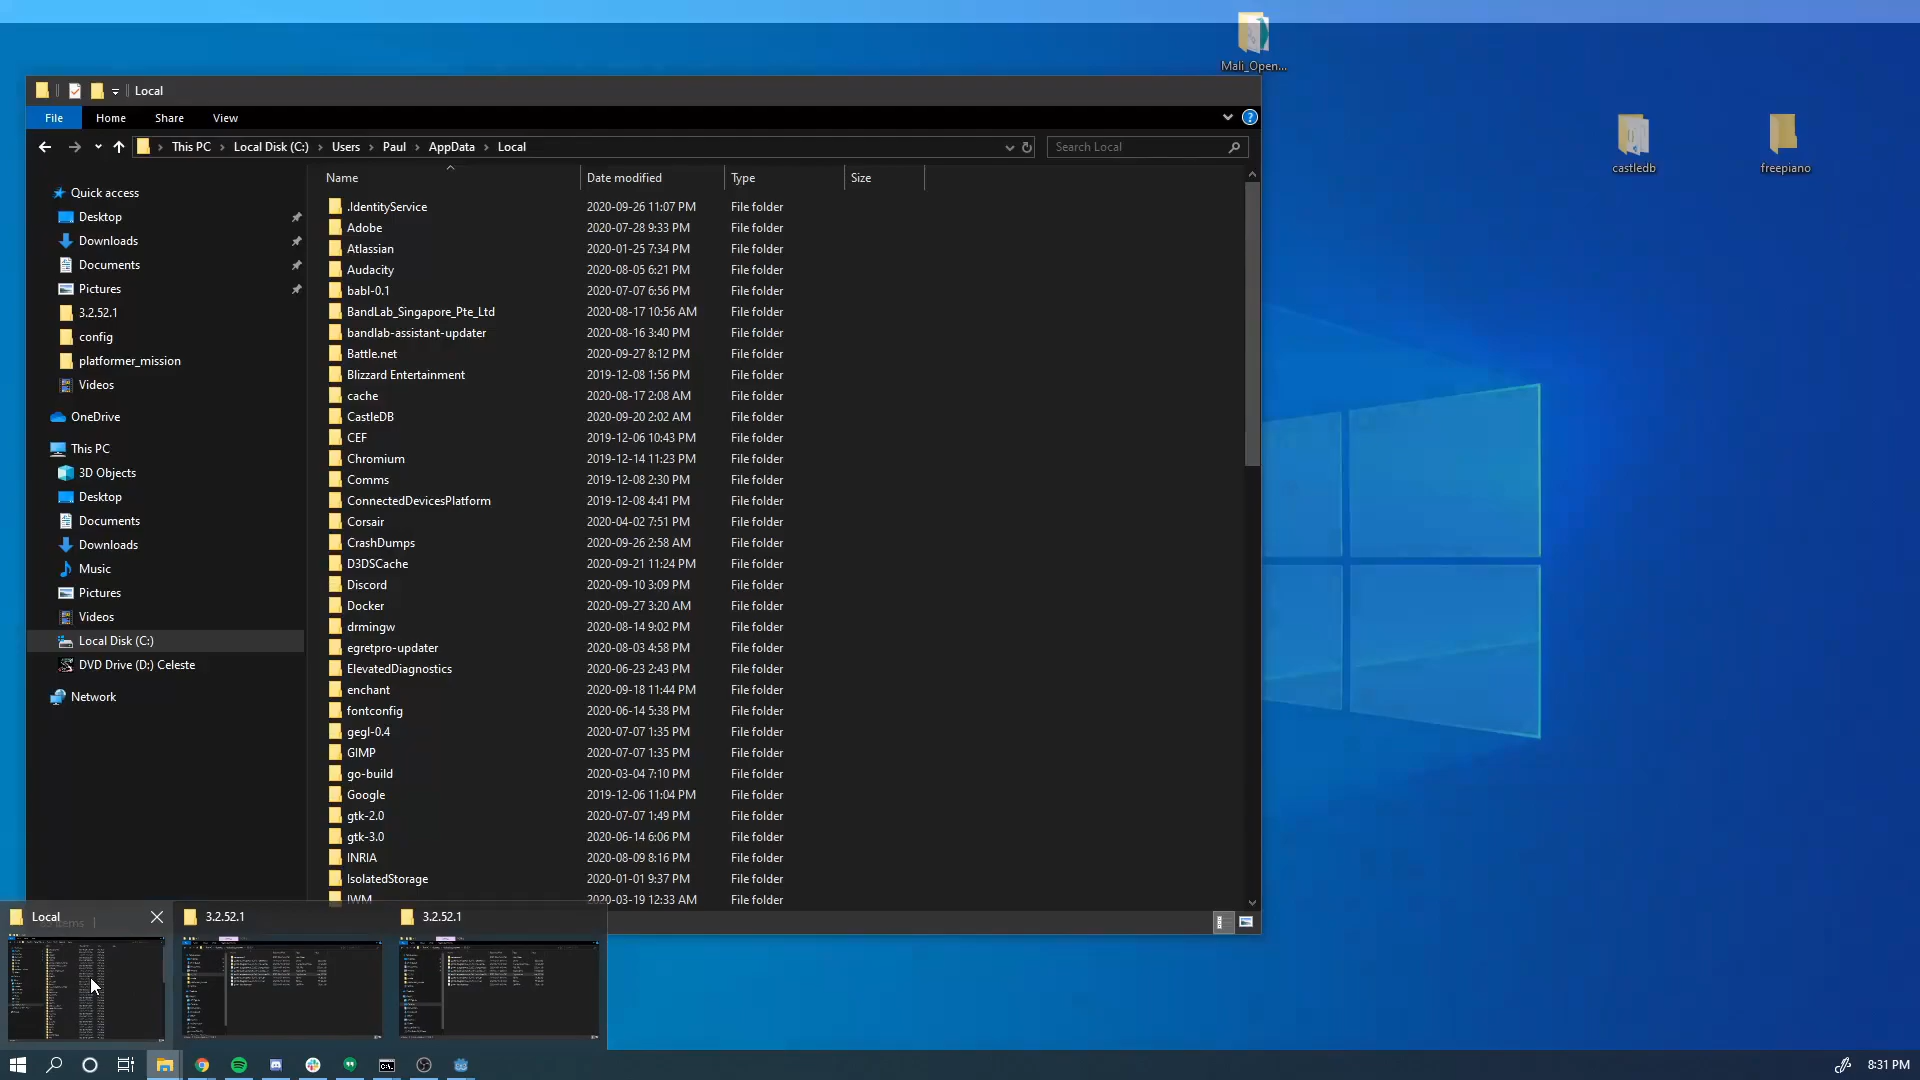 Mali_Open...
Local
File Home Share View
This PC Local Disk (C:) Users Paul AppData Local
Search Local
castledb
freepiano
Name Date modified Type Size
Quick access
Desktop
Downloads
Documents
Pictures
3.2.52.1
config
platformer_mission
Videos
OneDrive
This PC
3D Objects
Desktop
Documents
Downloads
Music
Pictures
Videos
Local Disk (C:)
DVD Drive (D:) Celeste
Network
.IdentityService 2020-09-26 11:07 PM File folder
Adobe 2020-07-28 9:33 PM File folder
Atlassian 2020-01-25 7:34 PM File folder
Audacity 2020-08-05 6:21 PM File folder
babl-0.1 2020-07-07 6:56 PM File folder
BandLab_Singapore_Pte_Ltd 2020-08-17 10:56 AM File folder
bandlab-assistant-updater 2020-08-16 3:40 PM File folder
Battle.net 2020-09-27 8:12 PM File folder
Blizzard Entertainment 2019-12-08 1:56 PM File folder
cache 2020-08-17 2:08 AM File folder
CastleDB 2020-09-20 2:02 AM File folder
CEF 2019-12-06 10:43 PM File folder
Chromium 2019-12-14 11:23 PM File folder
Comms 2019-12-08 2:30 PM File folder
ConnectedDevicesPlatform 2019-12-08 4:41 PM File folder
Corsair 2020-04-02 7:51 PM File folder
CrashDumps 2020-09-26 2:58 AM File folder
D3DSCache 2020-09-21 11:24 PM File folder
Discord 2020-09-10 3:09 PM File folder
Docker 2020-09-27 3:20 AM File folder
drmingw 2020-08-14 9:02 PM File folder
egretpro-updater 2020-08-03 4:58 PM File folder
ElevatedDiagnostics 2020-06-23 2:43 PM File folder
enchant 2020-09-18 11:44 PM File folder
fontconfig 2020-06-14 5:38 PM File folder
gegl-0.4 2020-07-07 1:35 PM File folder
GIMP 2020-07-07 1:35 PM File folder
go-build 2020-03-04 7:10 PM File folder
Google 2019-12-06 11:04 PM File folder
gtk-2.0 2020-07-07 1:49 PM File folder
gtk-3.0 2020-06-14 6:06 PM File folder
INRIA 2020-08-09 8:16 PM File folder
IsolatedStorage 2020-01-01 9:37 PM File folder
IWM 2020-03-19 12:33 AM File folder
Local 3.2.52.1 3.2.52.1
items
8:31 PM